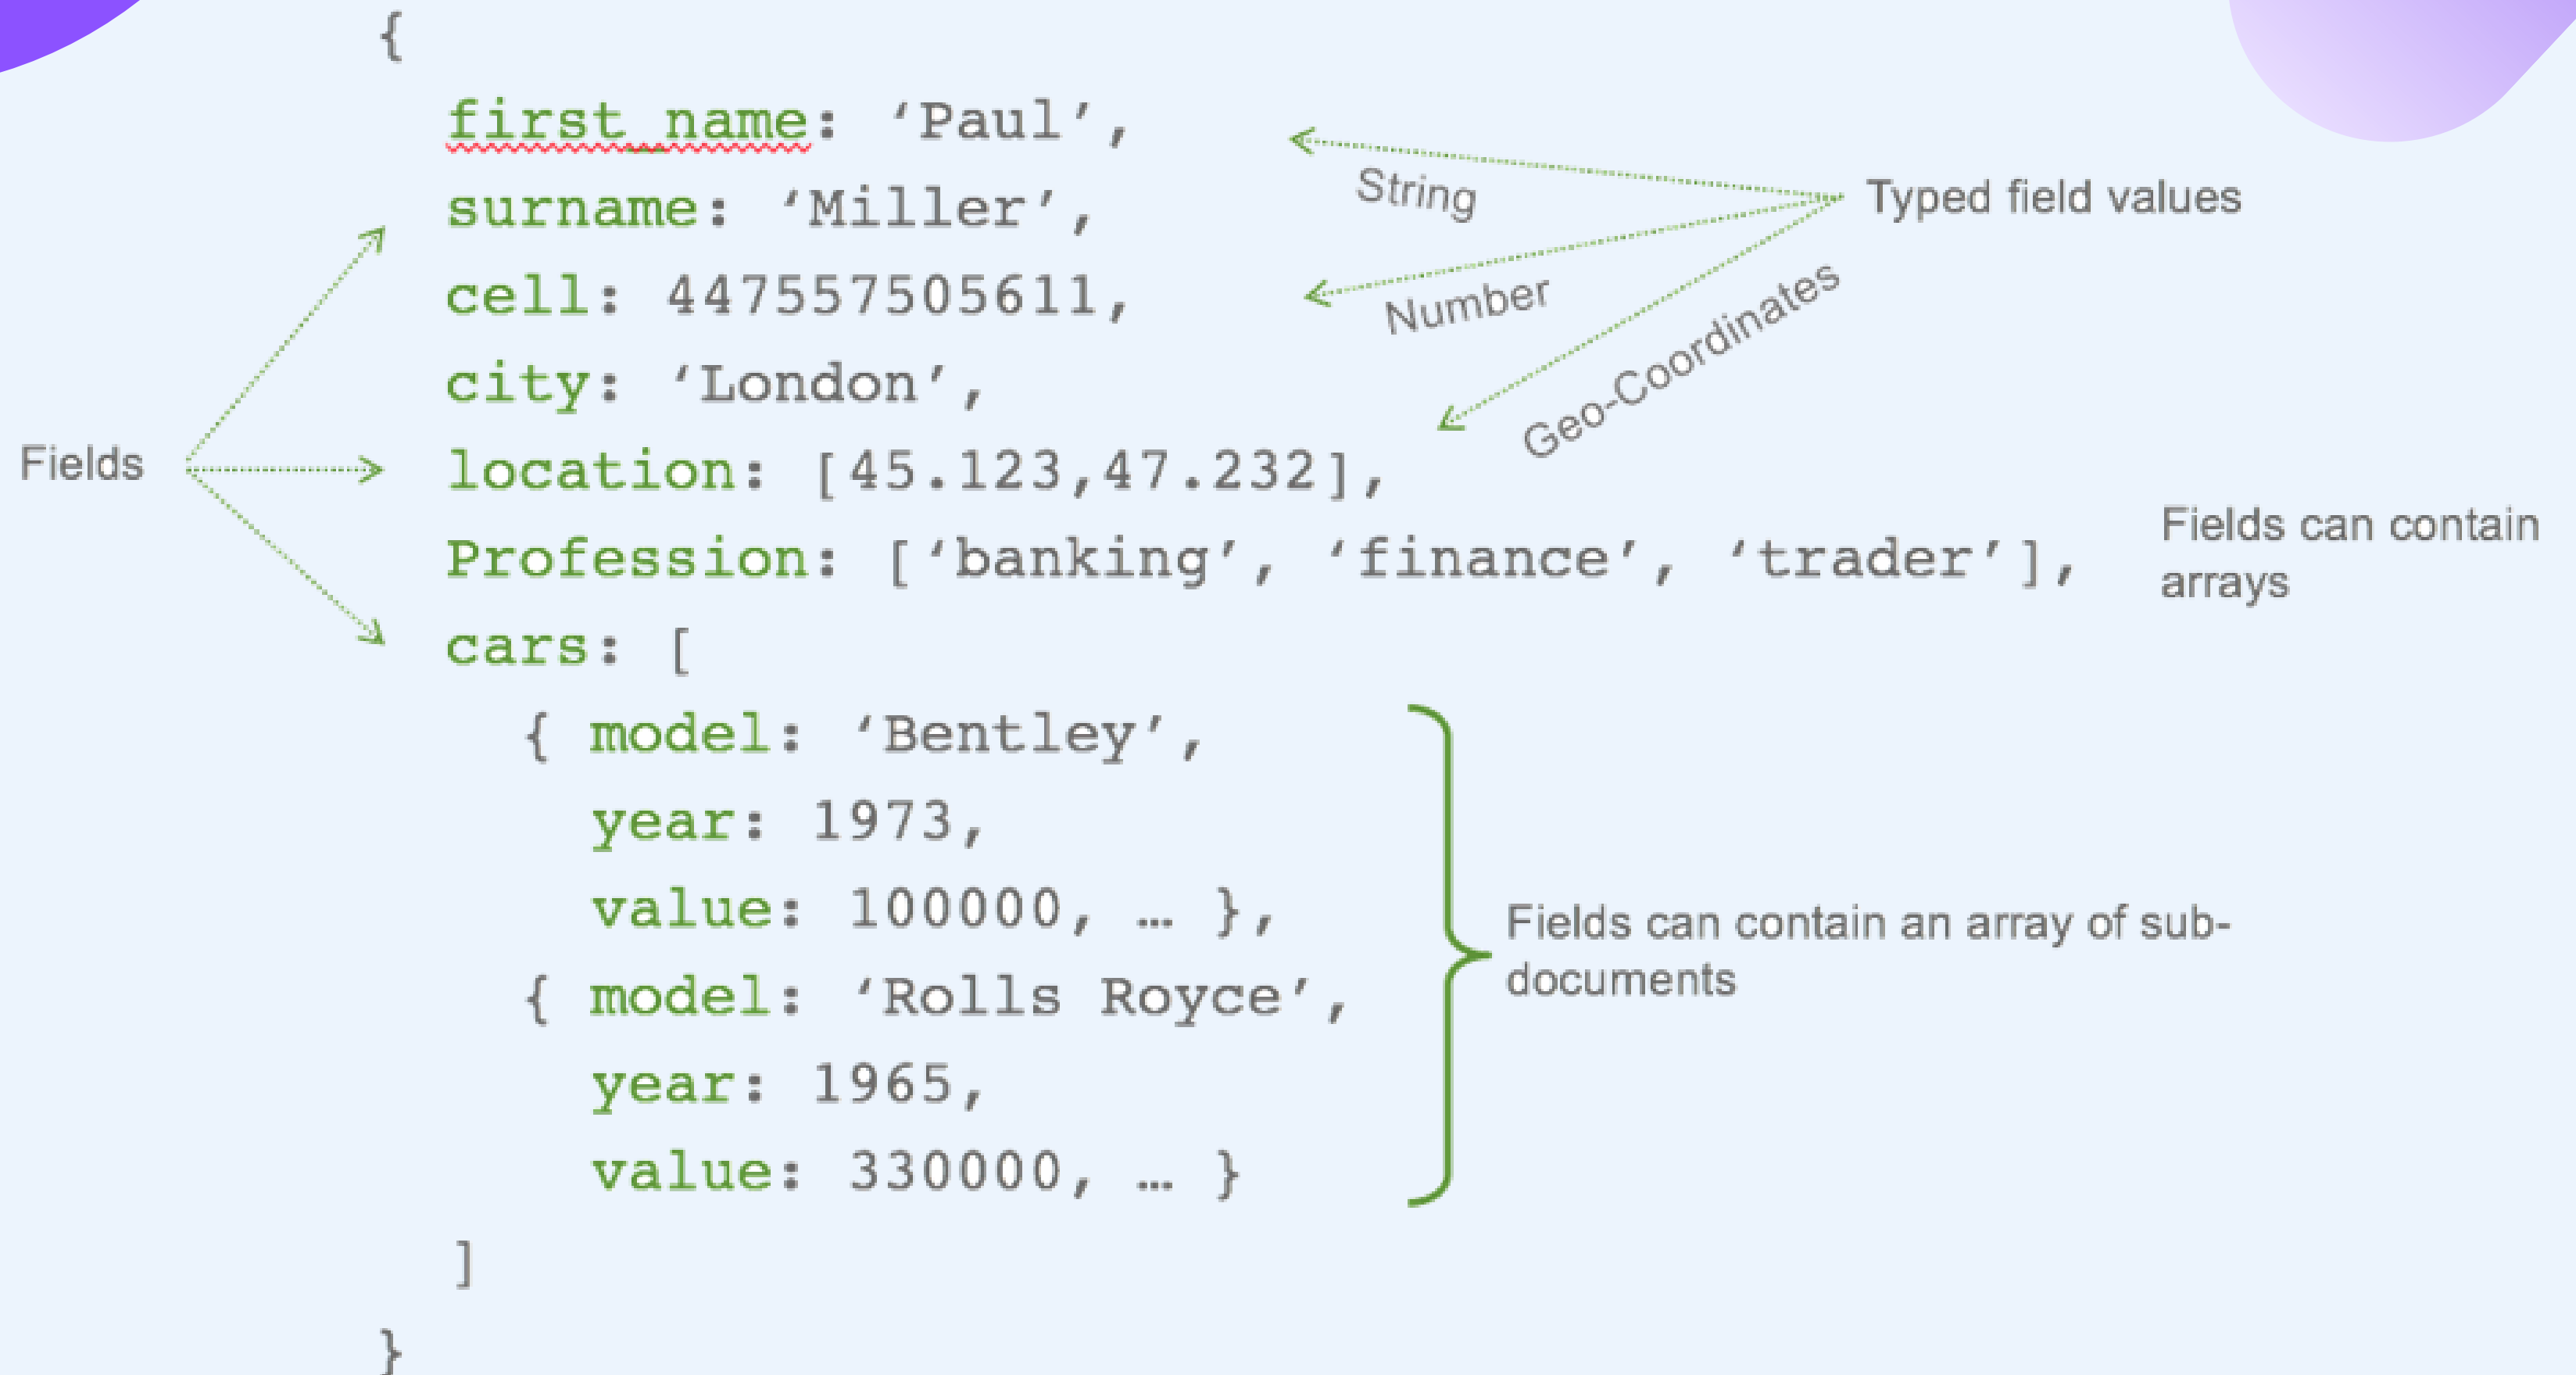 {
first_name: ‘Paul’,
surname: ‘Miller’,
cell: 447557505611,
city: ‘London’,
location: [45.123,47.232],
Profession: [‘banking’, ‘finance’, ‘trader’],
cars: [
{ model: ‘Bentley’,
year: 1973,
value: 100000, … },
{ model: ‘Rolls Royce’,
year: 1965,
value: 330000, … }
]
}
Fields
String
Number
Geo-Coordinates
Typed field values
Fields can contain
arrays
Fields can contain an array of sub-
documents